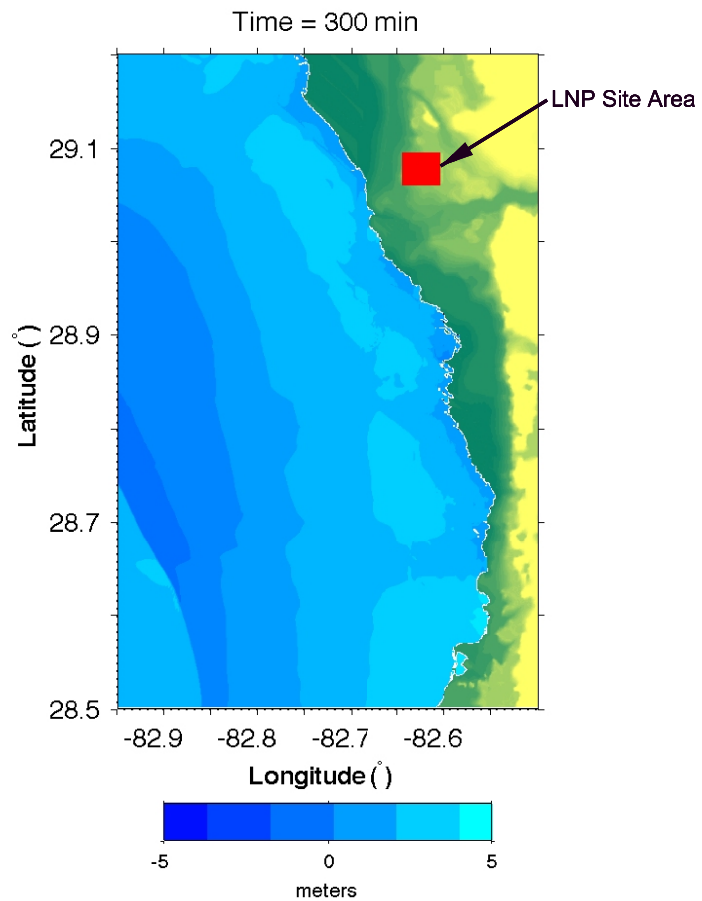 Time = 300 min
LNP Site Area
29.1
28.9
28.7
28.5
Latitude (°)
-82.9 -82.8 -82.7 -82.6
Longitude (°)
-5 0 5
meters